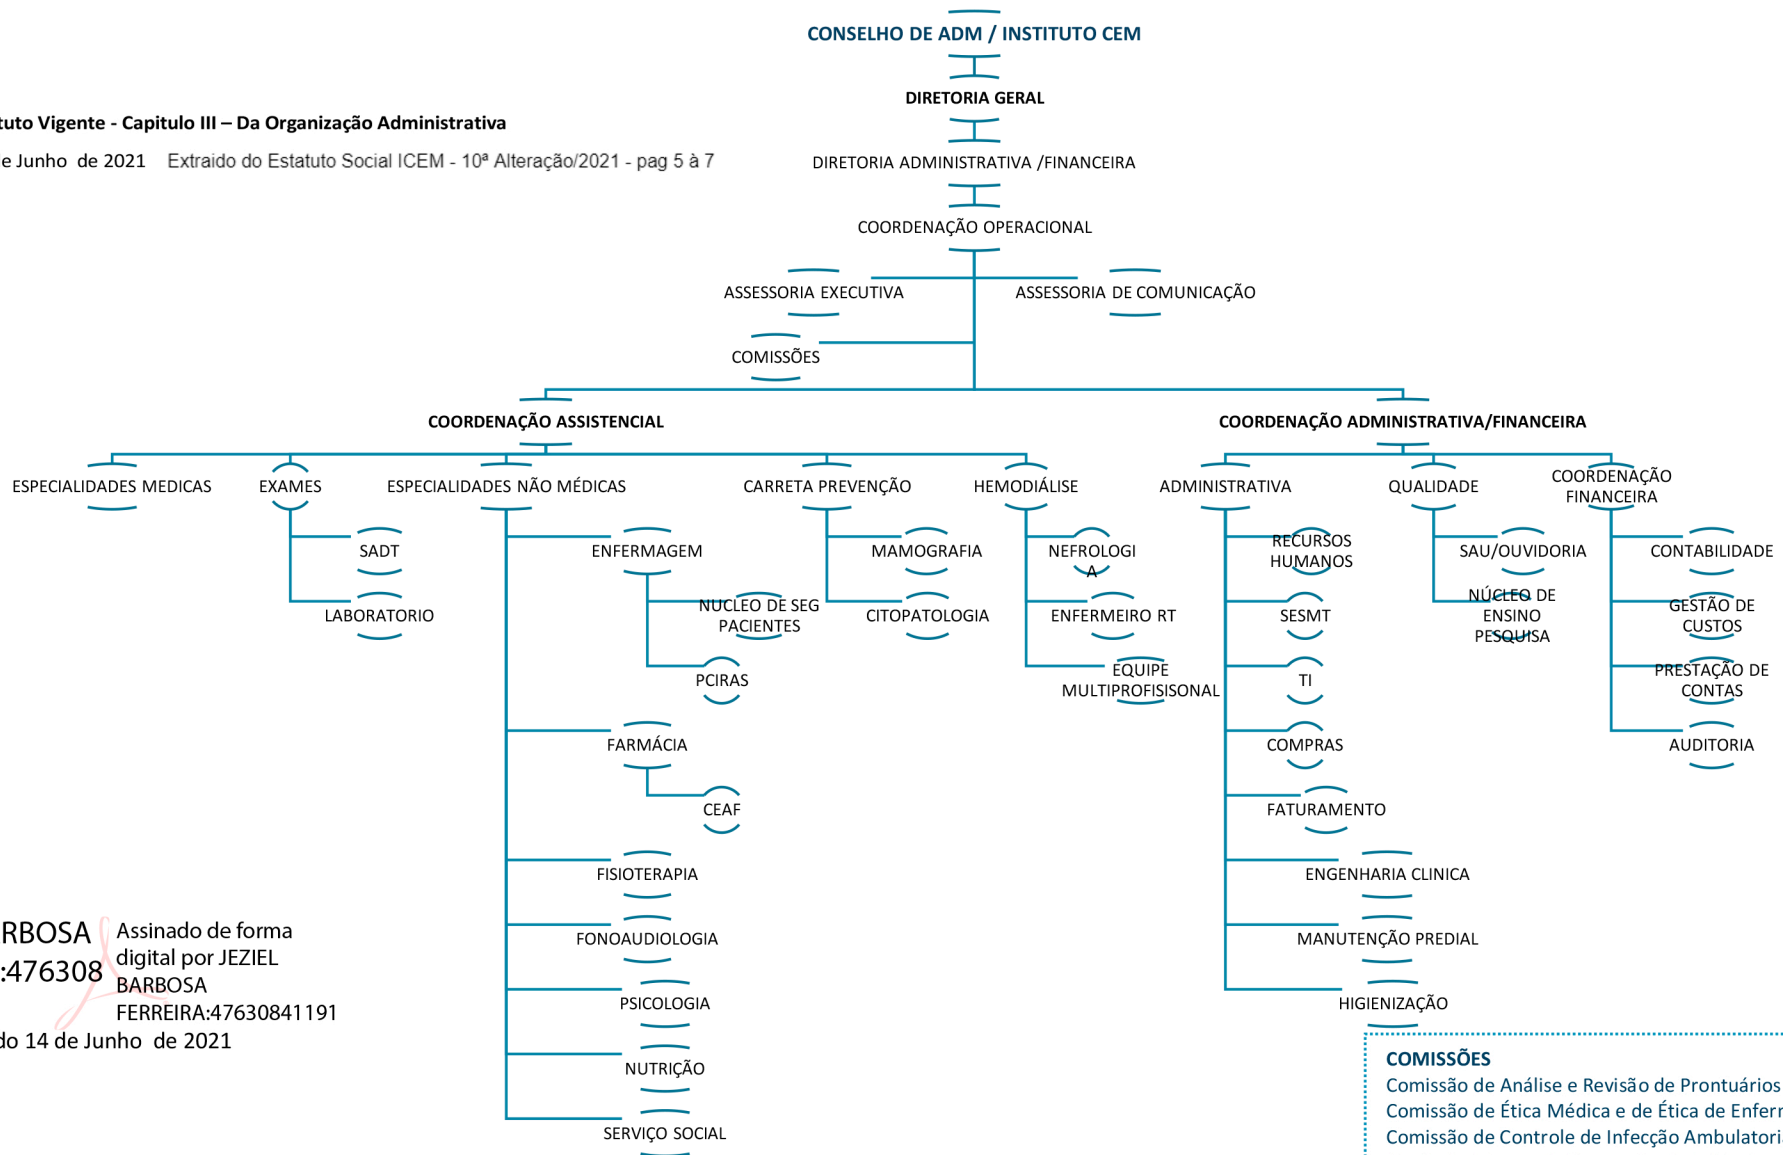 CONSELHO DE ADM / INSTITUTO CEM
DIRETORIA GERAL
tuto Vigente - Capitulo III – Da Organização Administrativa
e Junho de 2021 Extraido do Estatuto Social ICEM - 10ª Alteração/2021 - pag 5 à 7
DIRETORIA ADMINISTRATIVA /FINANCEIRA
COORDENAÇÃO OPERACIONAL
ASSESSORIA EXECUTIVA
ASSESSORIA DE COMUNICAÇÃO
COMISSÕES
COORDENAÇÃO ASSISTENCIAL
COORDENAÇÃO ADMINISTRATIVA/FINANCEIRA
ESPECIALIDADES MEDICAS
EXAMES
ESPECIALIDADES NÃO MÉDICAS
CARRETA PREVENÇÃO
HEMODIÁLISE
ADMINISTRATIVA
QUALIDADE
COORDENAÇÃO
FINANCEIRA
SADT
LABORATORIO
ENFERMAGEM
NUCLEO DE SEG
PACIENTES
PCIRAS
FARMÁCIA
CEAF
FISIOTERAPIA
FONOAUDIOLOGIA
PSICOLOGIA
NUTRIÇÃO
SERVIÇO SOCIAL
MAMOGRAFIA
CITOPATOLOGIA
NEFROLOGI
A
ENFERMEIRO RT
EQUIPE
MULTIPROFISISONAL
RECURSOS
HUMANOS
SESMT
TI
COMPRAS
FATURAMENTO
ENGENHARIA CLINICA
MANUTENÇÃO PREDIAL
HIGIENIZAÇÃO
SAU/OUVIDORIA
NÚCLEO DE
ENSINO
PESQUISA
CONTABILIDADE
GESTÃO DE
CUSTOS
PRESTAÇÃO DE
CONTAS
AUDITORIA
RBOSA
:476308
Assinado de forma
digital por JEZIEL
BARBOSA
FERREIRA:47630841191
do 14 de Junho de 2021
COMISSÕES
Comissão de Análise e Revisão de Prontuários
Comissão de Ética Médica e de Ética de Enfer
Comissão de Controle de Infecção Ambulatori